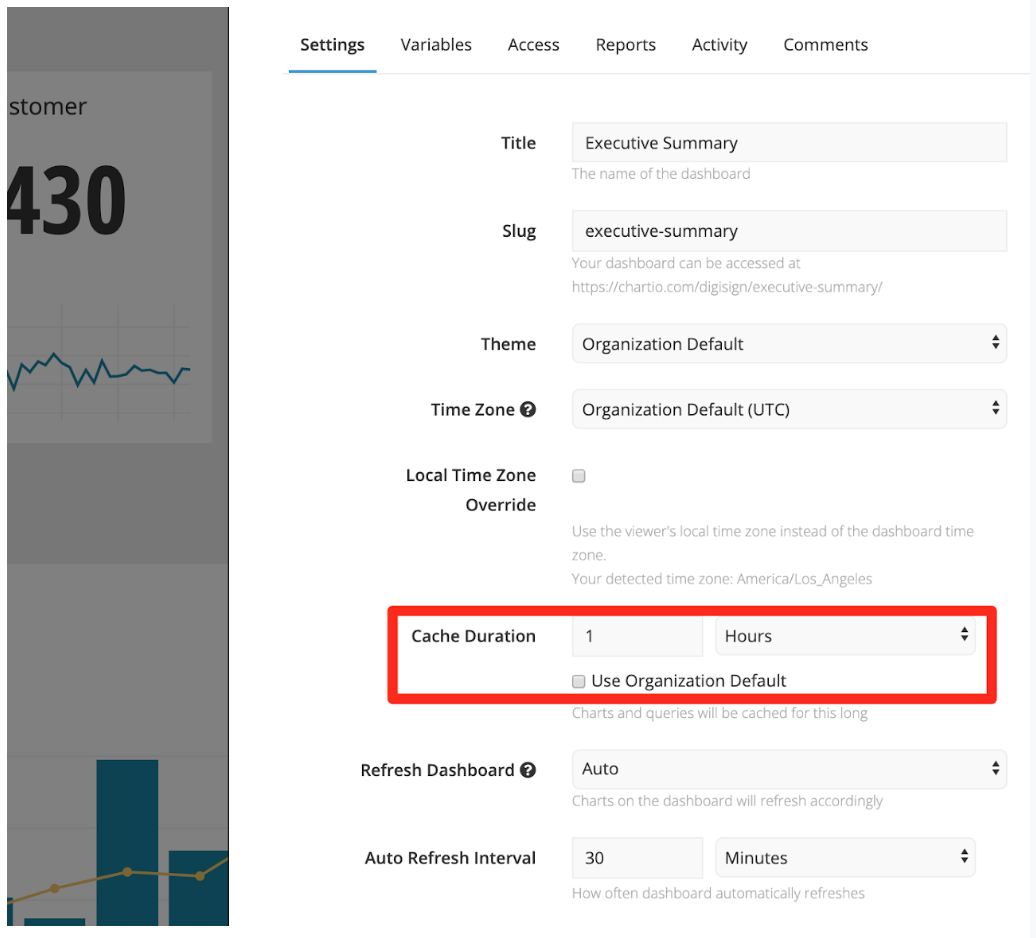 Settings Variables Access Reports Activity Comments
stomer
430
Title Executive Summary
The name of the dashboard
Slug executive-summary
Your dashboard can be accessed at
https://chartio.com/digisign/executive-summary/
Theme Organization Default
Time Zone ? Organization Default (UTC)
Local Time Zone
Override
Use the viewer's local time zone instead of the dashboard time
zone.
Your detected time zone: America/Los_Angeles
Cache Duration 1 Hours
Use Organization Default
Charts and queries will be cached for this long
Refresh Dashboard ? Auto
Charts on the dashboard will refresh accordingly
Auto Refresh Interval 30 Minutes
How often dashboard automatically refreshes